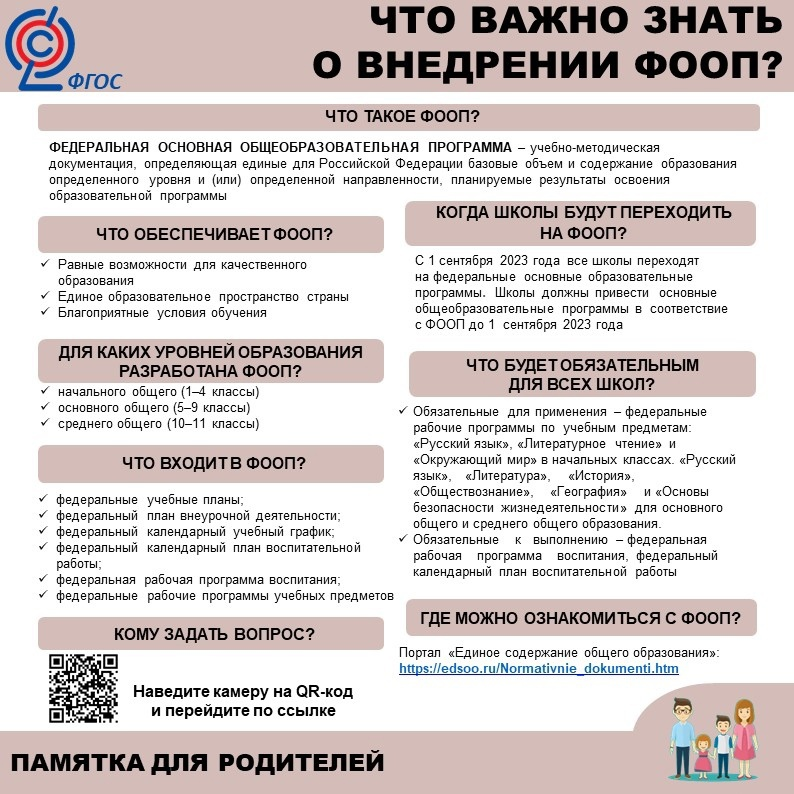 ЧТО ВАЖНО ЗНАТЬ
О ВНЕДРЕНИИ ФООП?
ФГОС
ЧТО ТАКОЕ ФООП?
ФЕДЕРАЛЬНАЯ ОСНОВНАЯ ОБЩЕОБРАЗОВАТЕЛЬНАЯ ПРОГРАММА – учебно-методическая
документация, определяющая единые для Российской Федерации базовые объем и содержание образования
определенного уровня и (или) определенной направленности, планируемые результаты освоения
образовательной программы
ЧТО ОБЕСПЕЧИВАЕТ ФООП?
✓ Равные возможности для качественного
образования
✓ Единое образовательное пространство страны
✓ Благоприятные условия обучения
ДЛЯ КАКИХ УРОВНЕЙ ОБРАЗОВАНИЯ
РАЗРАБОТАНА ФООП?
✓ начального общего (1–4 классы)
✓ основного общего (5–9 классы)
✓ среднего общего (10–11 классы)
ЧТО ВХОДИТ В ФООП?
✓ федеральные учебные планы;
✓ федеральный план внеурочной деятельности;
✓ федеральный календарный учебный график;
✓ федеральный календарный план воспитательной
работы;
✓ федеральная рабочая программа воспитания;
✓ федеральные рабочие программы учебных предметов
КОМУ ЗАДАТЬ ВОПРОС?
Наведите камеру на QR-код
и перейдите по ссылке
КОГДА ШКОЛЫ БУДУТ ПЕРЕХОДИТЬ
НА ФООП?
С 1 сентября 2023 года все школы переходят
на федеральные основные образовательные
программы. Школы должны привести основные
общеобразовательные программы в соответствие
с ФООП до 1 сентября 2023 года
ЧТО БУДЕТ ОБЯЗАТЕЛЬНЫМ
ДЛЯ ВСЕХ ШКОЛ?
✓ Обязательные для применения – федеральные
рабочие программы по учебным предметам:
«Русский язык», «Литературное чтение» и
«Окружающий мир» в начальных классах. «Русский
язык», «Литература», «История»,
«Обществознание», «География» и «Основы
безопасности жизнедеятельности» для основного
общего и среднего общего образования.
✓ Обязательные к выполнению – федеральная
рабочая программа воспитания, федеральный
календарный план воспитательной работы
ГДЕ МОЖНО ОЗНАКОМИТЬСЯ С ФООП?
Портал «Единое содержание общего образования»:
https://edsoo.ru/Normativnie_dokumenti.htm
ПАМЯТКА ДЛЯ РОДИТЕЛЕЙ